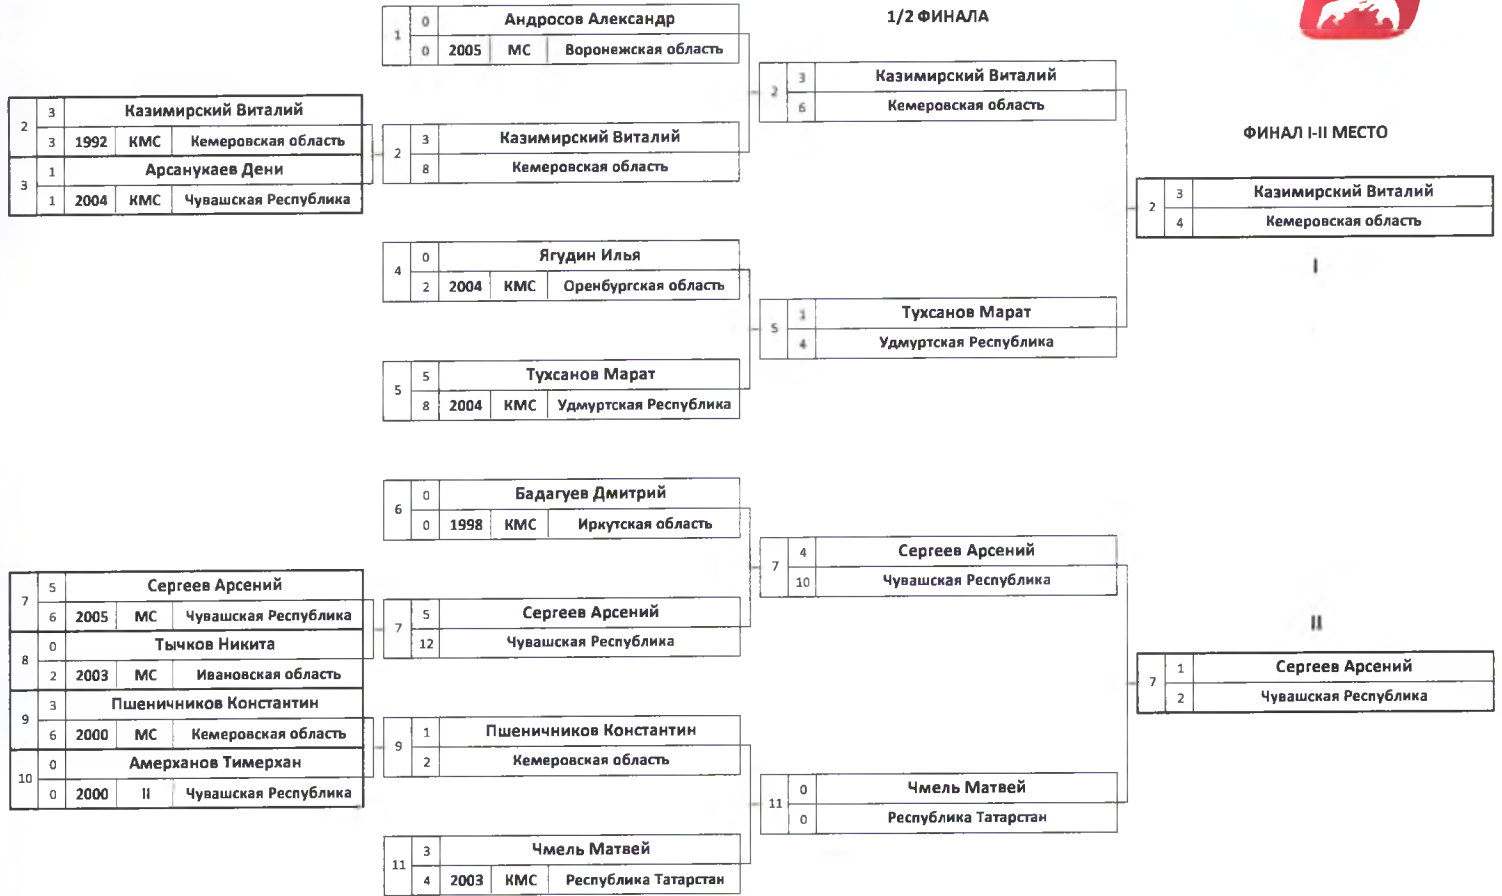 1 0 Андросов Александр
0 2005 МС Воронежская область
1/2 ФИНАЛА
3 Казимирский Виталий
2
6 Кемеровская область
3 Казимирский Виталий
2
3 1992 КМС Кемеровская область
1 Арсанукаев Дени
3
1 2004 КМС Чувашская Республика
3 Казимирский Виталий
2
8 Кемеровская область
ФИНАЛ I-II МЕСТО
3 Казимирский Виталий
2
4 Кемеровская область
I
0 Ягудин Илья
4
2 2004 КМС Оренбургская область
1 Тухсанов Марат
5
4 Удмуртская Республика
5 Тухсанов Марат
5
8 2004 КМС Удмуртская Республика
0 Бадагуев Дмитрий
6
0 1998 КМС Иркутская область
4 Сергеев Арсений
7
10 Чувашская Республика
5 Сергеев Арсений
7
6 2005 МС Чувашская Республика
0 Тычков Никита
8
2 2003 МС Ивановская область
5 Сергеев Арсений
7
12 Чувашская Республика
II
1 Сергеев Арсений
7
2 Чувашская Республика
3 Пшеничников Константин
9
6 2000 МС Кемеровская область
0 Амерханов Тимерхан
10
0 2000 II Чувашская Республика
1 Пшеничников Константин
9
2 Кемеровская область
0 Чмель Матвей
11
0 Республика Татарстан
3 Чмель Матвей
11
4 2003 КМС Республика Татарстан